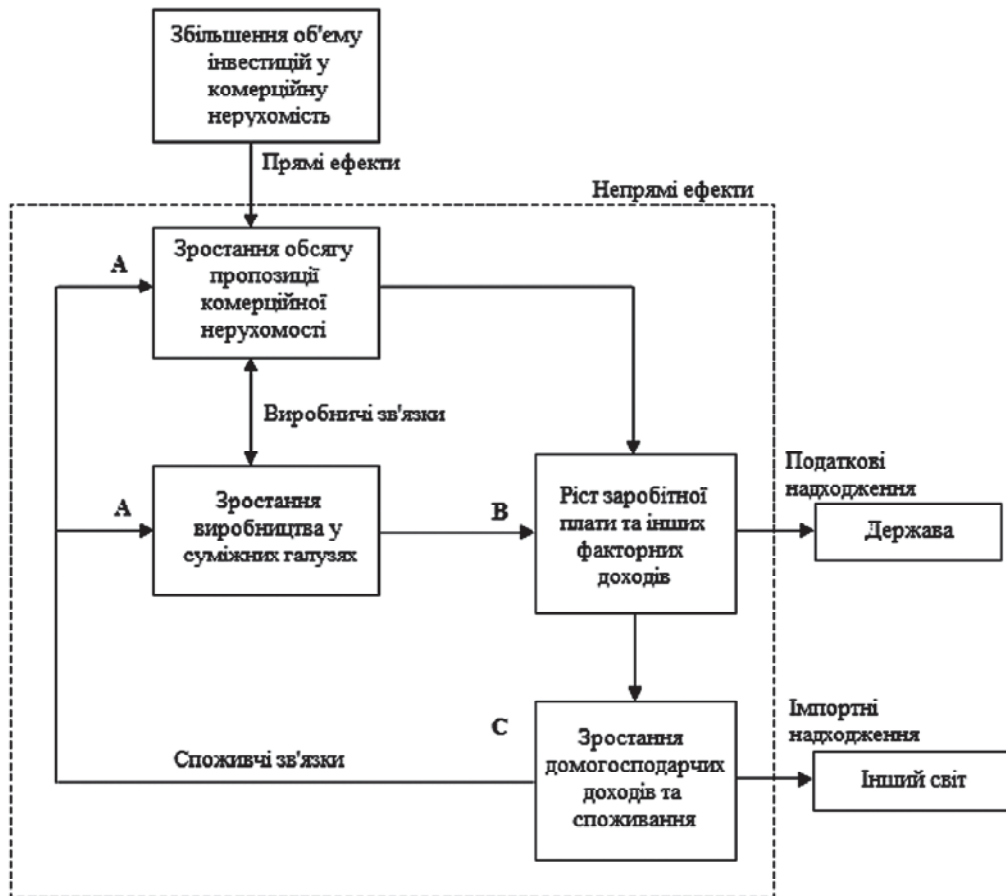 Збільшення об'ему
інвестицій у
комерційну
нерухомість
Прямі ефекти
Непрямі ефекти
A
Зростання обсягу
пропозиції
комерційної
нерухомості
Виробничі зв'язки
A
Зростання
виробництва у
суміжних галузях
B
Ріст заробітної
плати та інших
факторних
доходів
Податкові
надходження
Держава
C
Зростання
домогосподарчих
доходів та
споживання
Споживчі зв'язки
Імпортні
надходження
Інший світ